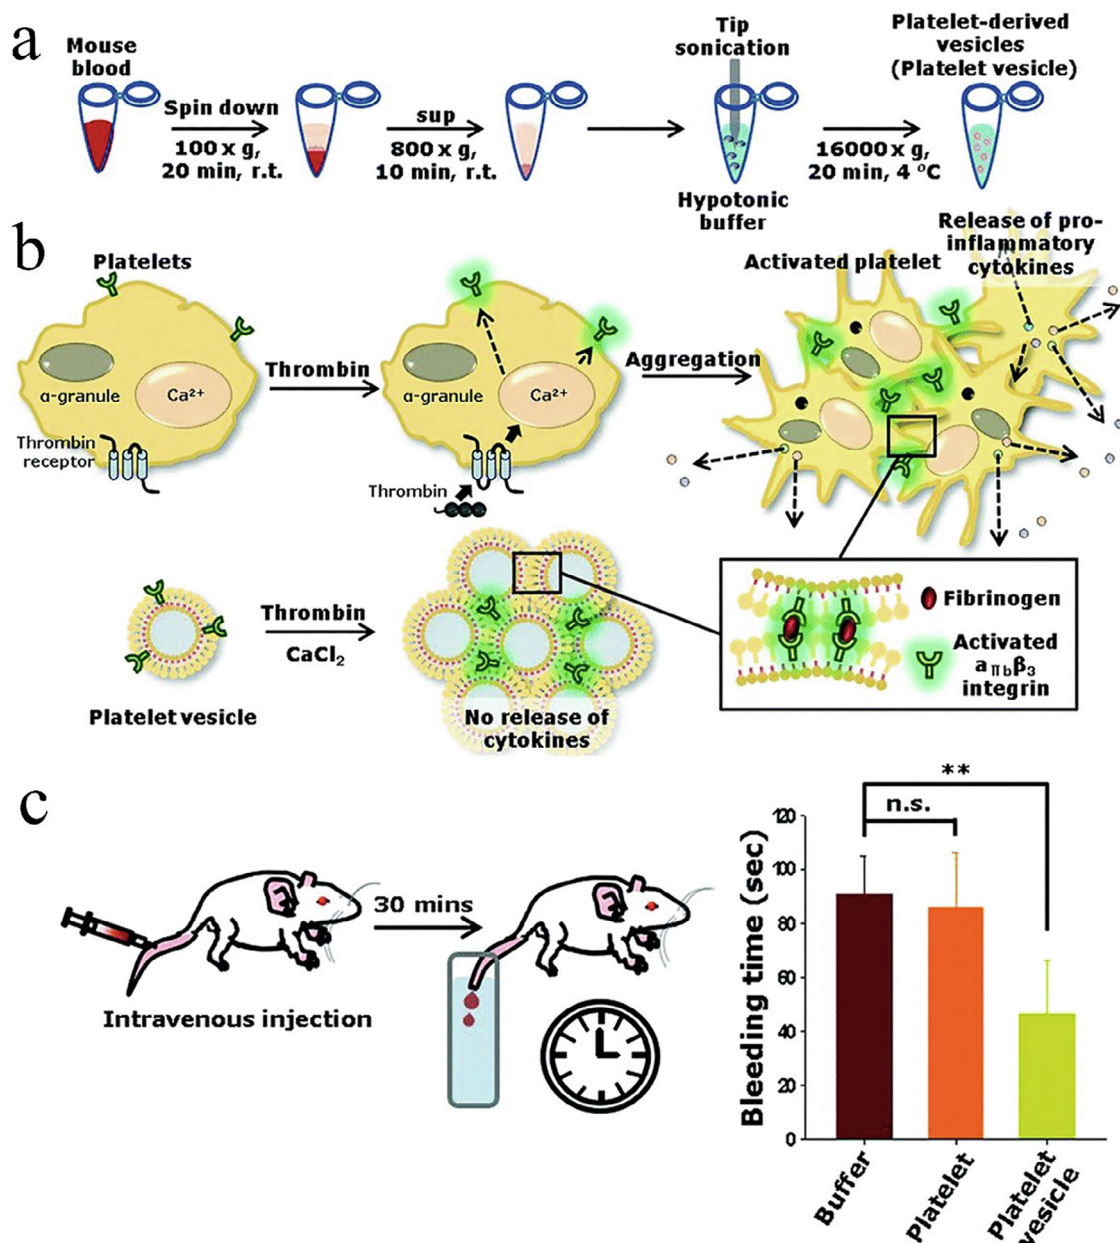 a
Mouse
blood
Spin down
100 x g,
20 min, r.t.
sup
800 x g,
10 min, r.t.
Tip
sonication
Hypotonic
buffer
16000 x g,
20 min, 4 °C
Platelet-derived
vesicles
(Platelet vesicle)
b
Platelets
α-granule
Ca²⁺
Thrombin
receptor
Thrombin
α-granule
Ca²⁺
Thrombin
Aggregation
Activated platelet
Release of pro-
inflammatory
cytokines
Platelet vesicle
Thrombin
CaCl₂
No release of
cytokines
Fibrinogen
Activated
aπbβ₃
integrin
c
Intravenous injection
30 mins
**
n.s.
Bleeding time (sec)
120
100
80
60
40
20
0
Buffer
Platelet
Platelet
vesicle